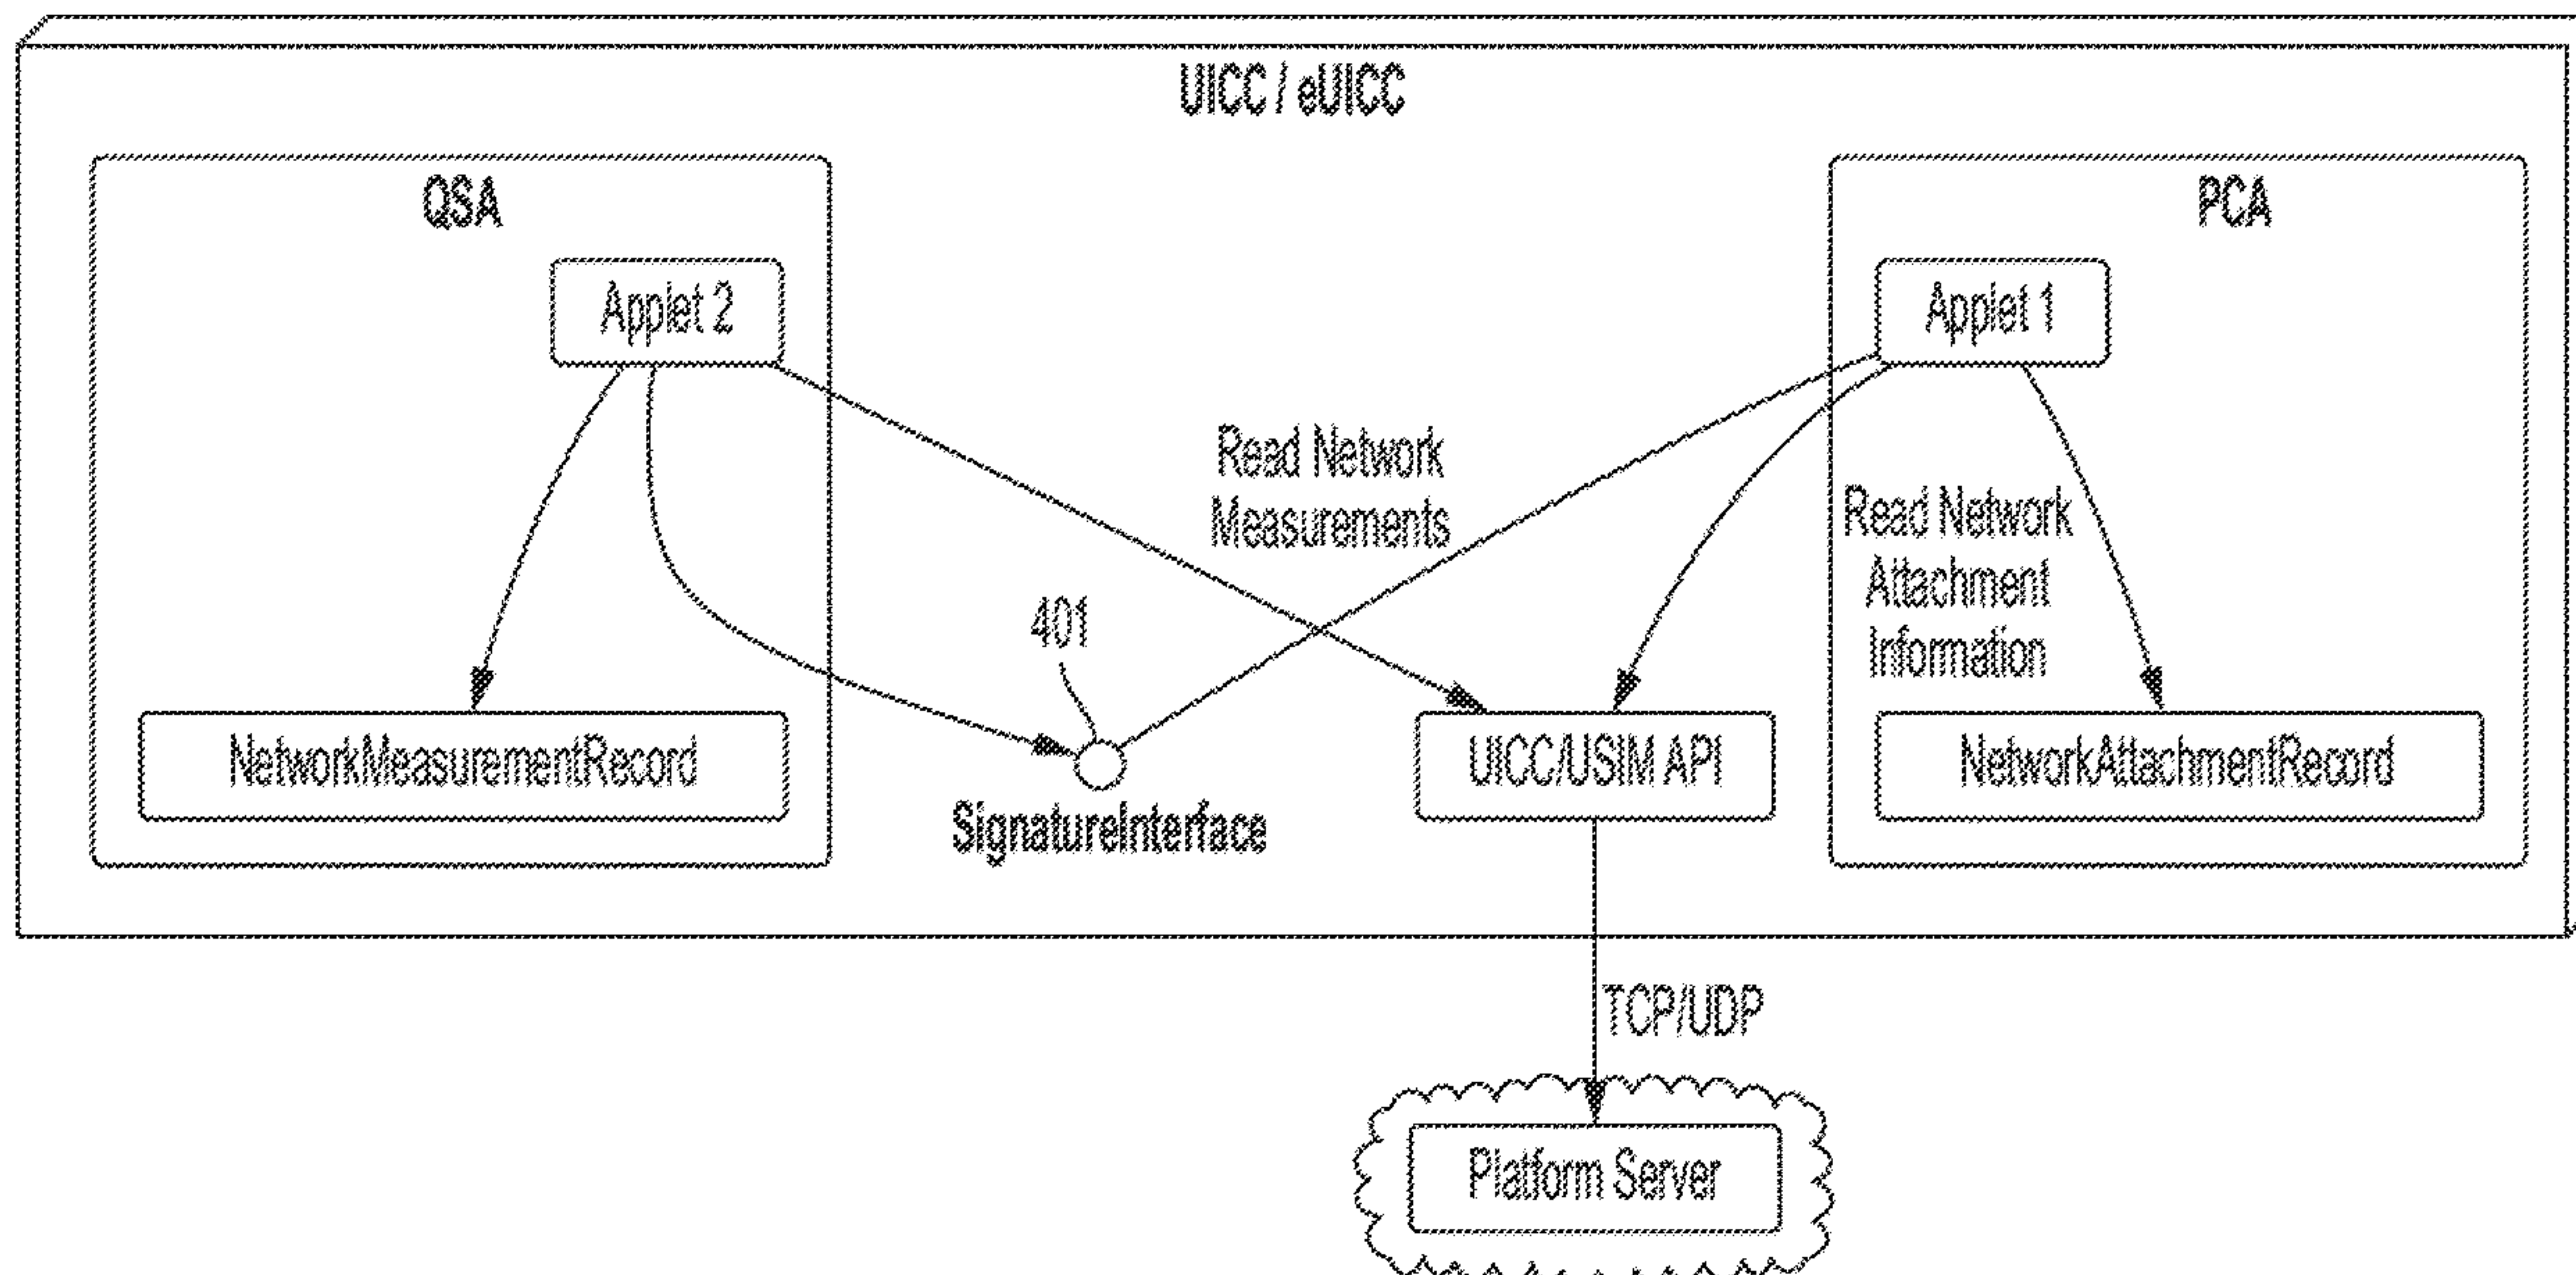 UICC / eUICC
QSA
PCA
Applet 2
Applet 1
Read Network
Measurements
Read Network
Attachment
Information
401
NetworkMeasurementRecord
SignatureInterface
UICC/USIM API
NetworkAttachmentRecord
TCP/UDP
Platform Server